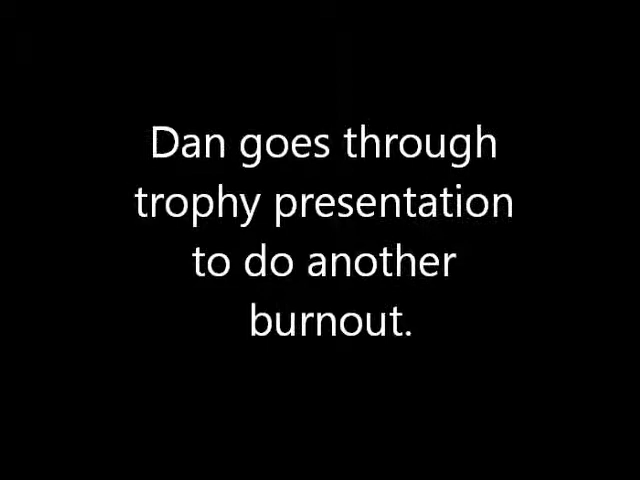 Dan goes through
trophy presentation
to do another
burnout.